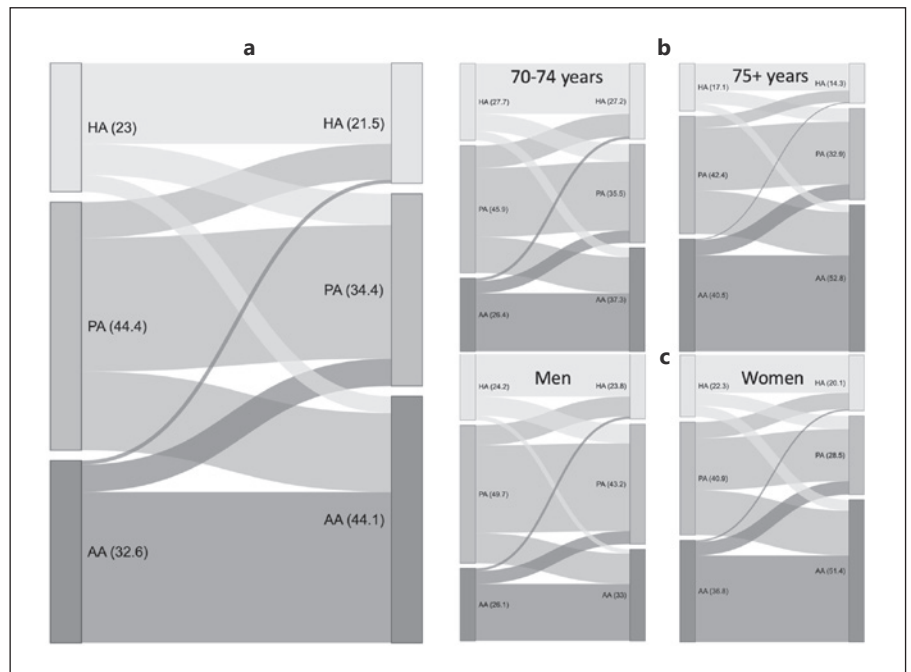 a
HA (23)
HA (21.5)
PA (44.4)
PA (34.4)
AA (32.6)
AA (44.1)
b
70-74 years
HA (27.7)
HA (27.2)
PA (45.9)
PA (35.5)
AA (26.4)
AA (37.3)
75+ years
HA (17.1)
HA (14.3)
PA (42.4)
PA (32.9)
AA (40.5)
AA (52.8)
c
Men
HA (24.2)
HA (23.8)
PA (49.7)
PA (43.2)
AA (26.1)
AA (33)
Women
HA (22.3)
HA (20.1)
PA (40.9)
PA (28.5)
AA (36.8)
AA (51.4)